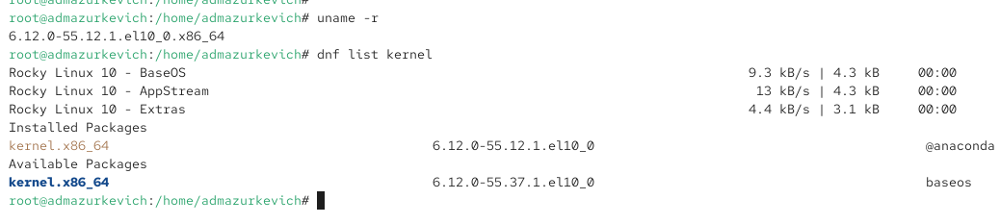 root@admazurkevich:/home/admazurkevich#
root@admazurkevich:/home/admazurkevich# uname -r
6.12.0-55.12.1.el10_0.x86_64
root@admazurkevich:/home/admazurkevich# dnf list kernel
Rocky Linux 10 - BaseOS 9.3 kB/s | 4.3 kB 00:00
Rocky Linux 10 - AppStream 13 kB/s | 4.3 kB 00:00
Rocky Linux 10 - Extras 4.4 kB/s | 3.1 kB 00:00
Installed Packages
kernel.x86_64 6.12.0-55.12.1.el10_0 @anaconda
Available Packages
kernel.x86_64 6.12.0-55.37.1.el10_0 baseos
root@admazurkevich:/home/admazurkevich#